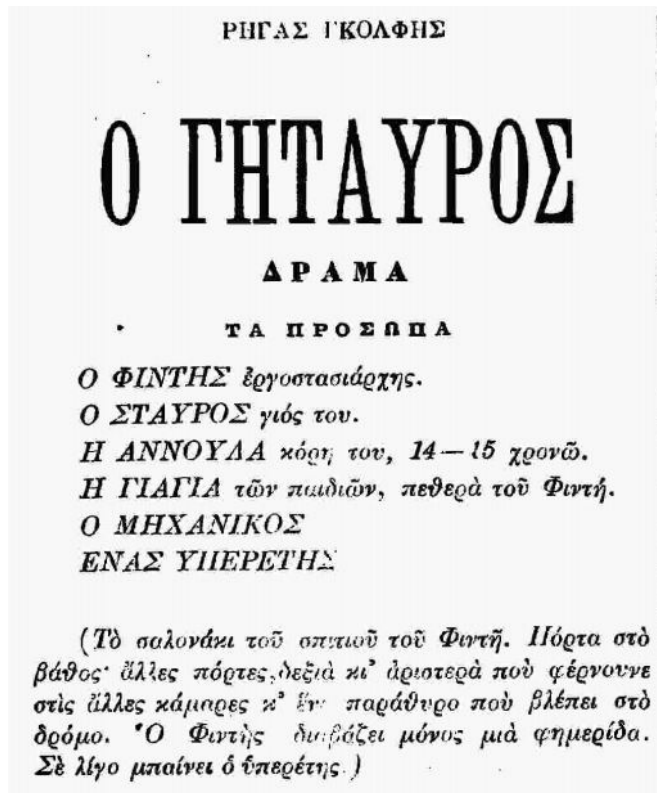 ΡΗΓΑΣ ΓΚΟΛΦΗΣ
Ο ΓΗΤΑΥΡΟΣ
ΔΡΑΜΑ
ΤΑ ΠΡΟΣΩΠΑ
Ο ΦΙΝΤΗΣ ἐργοστασιάρχης.
Ο ΣΤΑΥΡΟΣ γιός του.
Η ΑΝΝΟΥΛΑ κόρη του, 14—15 χρονῶ.
Η ΓΙΑΓΙΑ τῶν παιδιῶν, πεθερὰ τοῦ Φιντῆ.
Ο ΜΗΧΑΝΙΚΟΣ
ΕΝΑΣ ΥΠΕΡΕΤΗΣ
(Τὸ σαλονάκι τοῦ σπιτιοῦ τοῦ Φιντῆ. Πόρτα στὸ
βάθος· ἄλλες πόρτες δεξιὰ κι' ἀριστερὰ ποὺ φέρνουνε
στὶς ἄλλες κάμαρες κ' ἕνα παράθυρο ποὺ βλέπει στὸ
δρόμο. Ὁ Φιντὴς διαβάζει μόνος μιὰ φημερίδα.
Σὲ λίγο μπαίνει ὁ ὑπερέτης.)